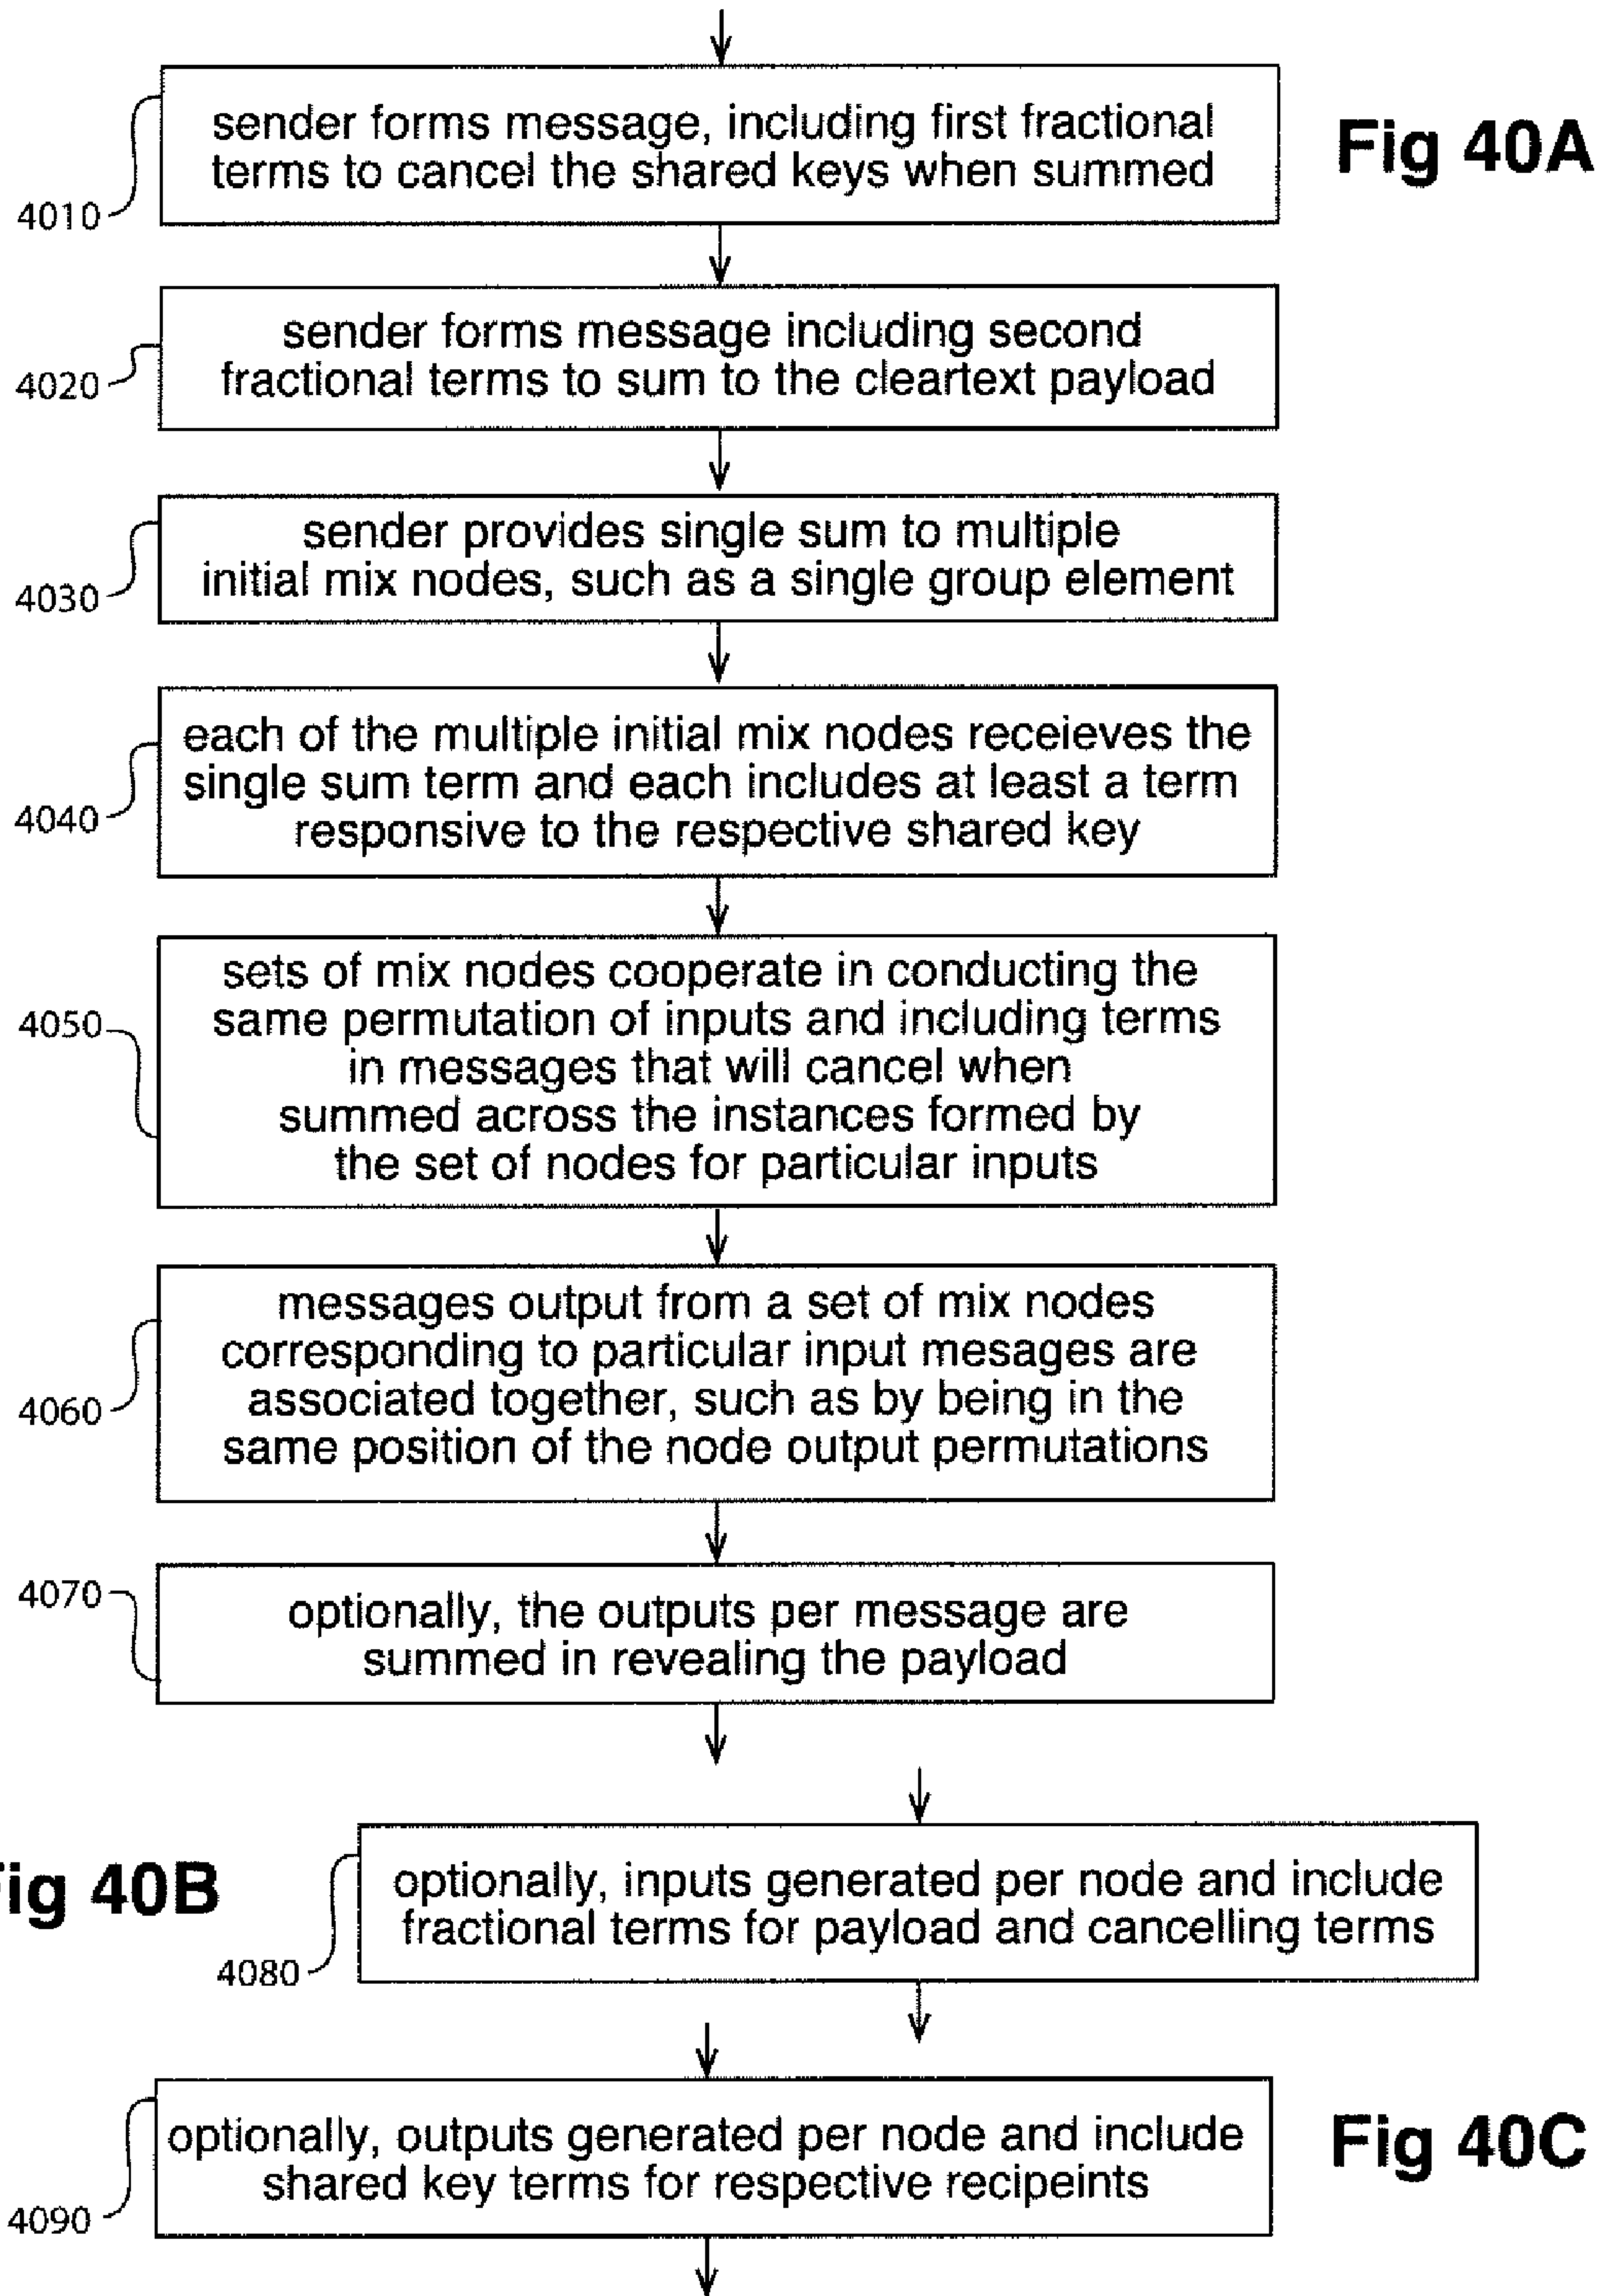 sender forms message, including first fractional
terms to cancel the shared keys when summed
Fig 40A
4010
sender forms message including second
fractional terms to sum to the cleartext payload
4020
sender provides single sum to multiple
initial mix nodes, such as a single group element
4030
each of the multiple initial mix nodes receieves the
single sum term and each includes at least a term
responsive to the respective shared key
4040
sets of mix nodes cooperate in conducting the
same permutation of inputs and including terms
in messages that will cancel when
summed across the instances formed by
the set of nodes for particular inputs
4050
messages output from a set of mix nodes
corresponding to particular input mesages are
associated together, such as by being in the
same position of the node output permutations
4060
4070
optionally, the outputs per message are
summed in revealing the payload
ig 40B
optionally, inputs generated per node and include
fractional terms for payload and cancelling terms
4080
optionally, outputs generated per node and include
shared key terms for respective recipeints
Fig 40C
4090